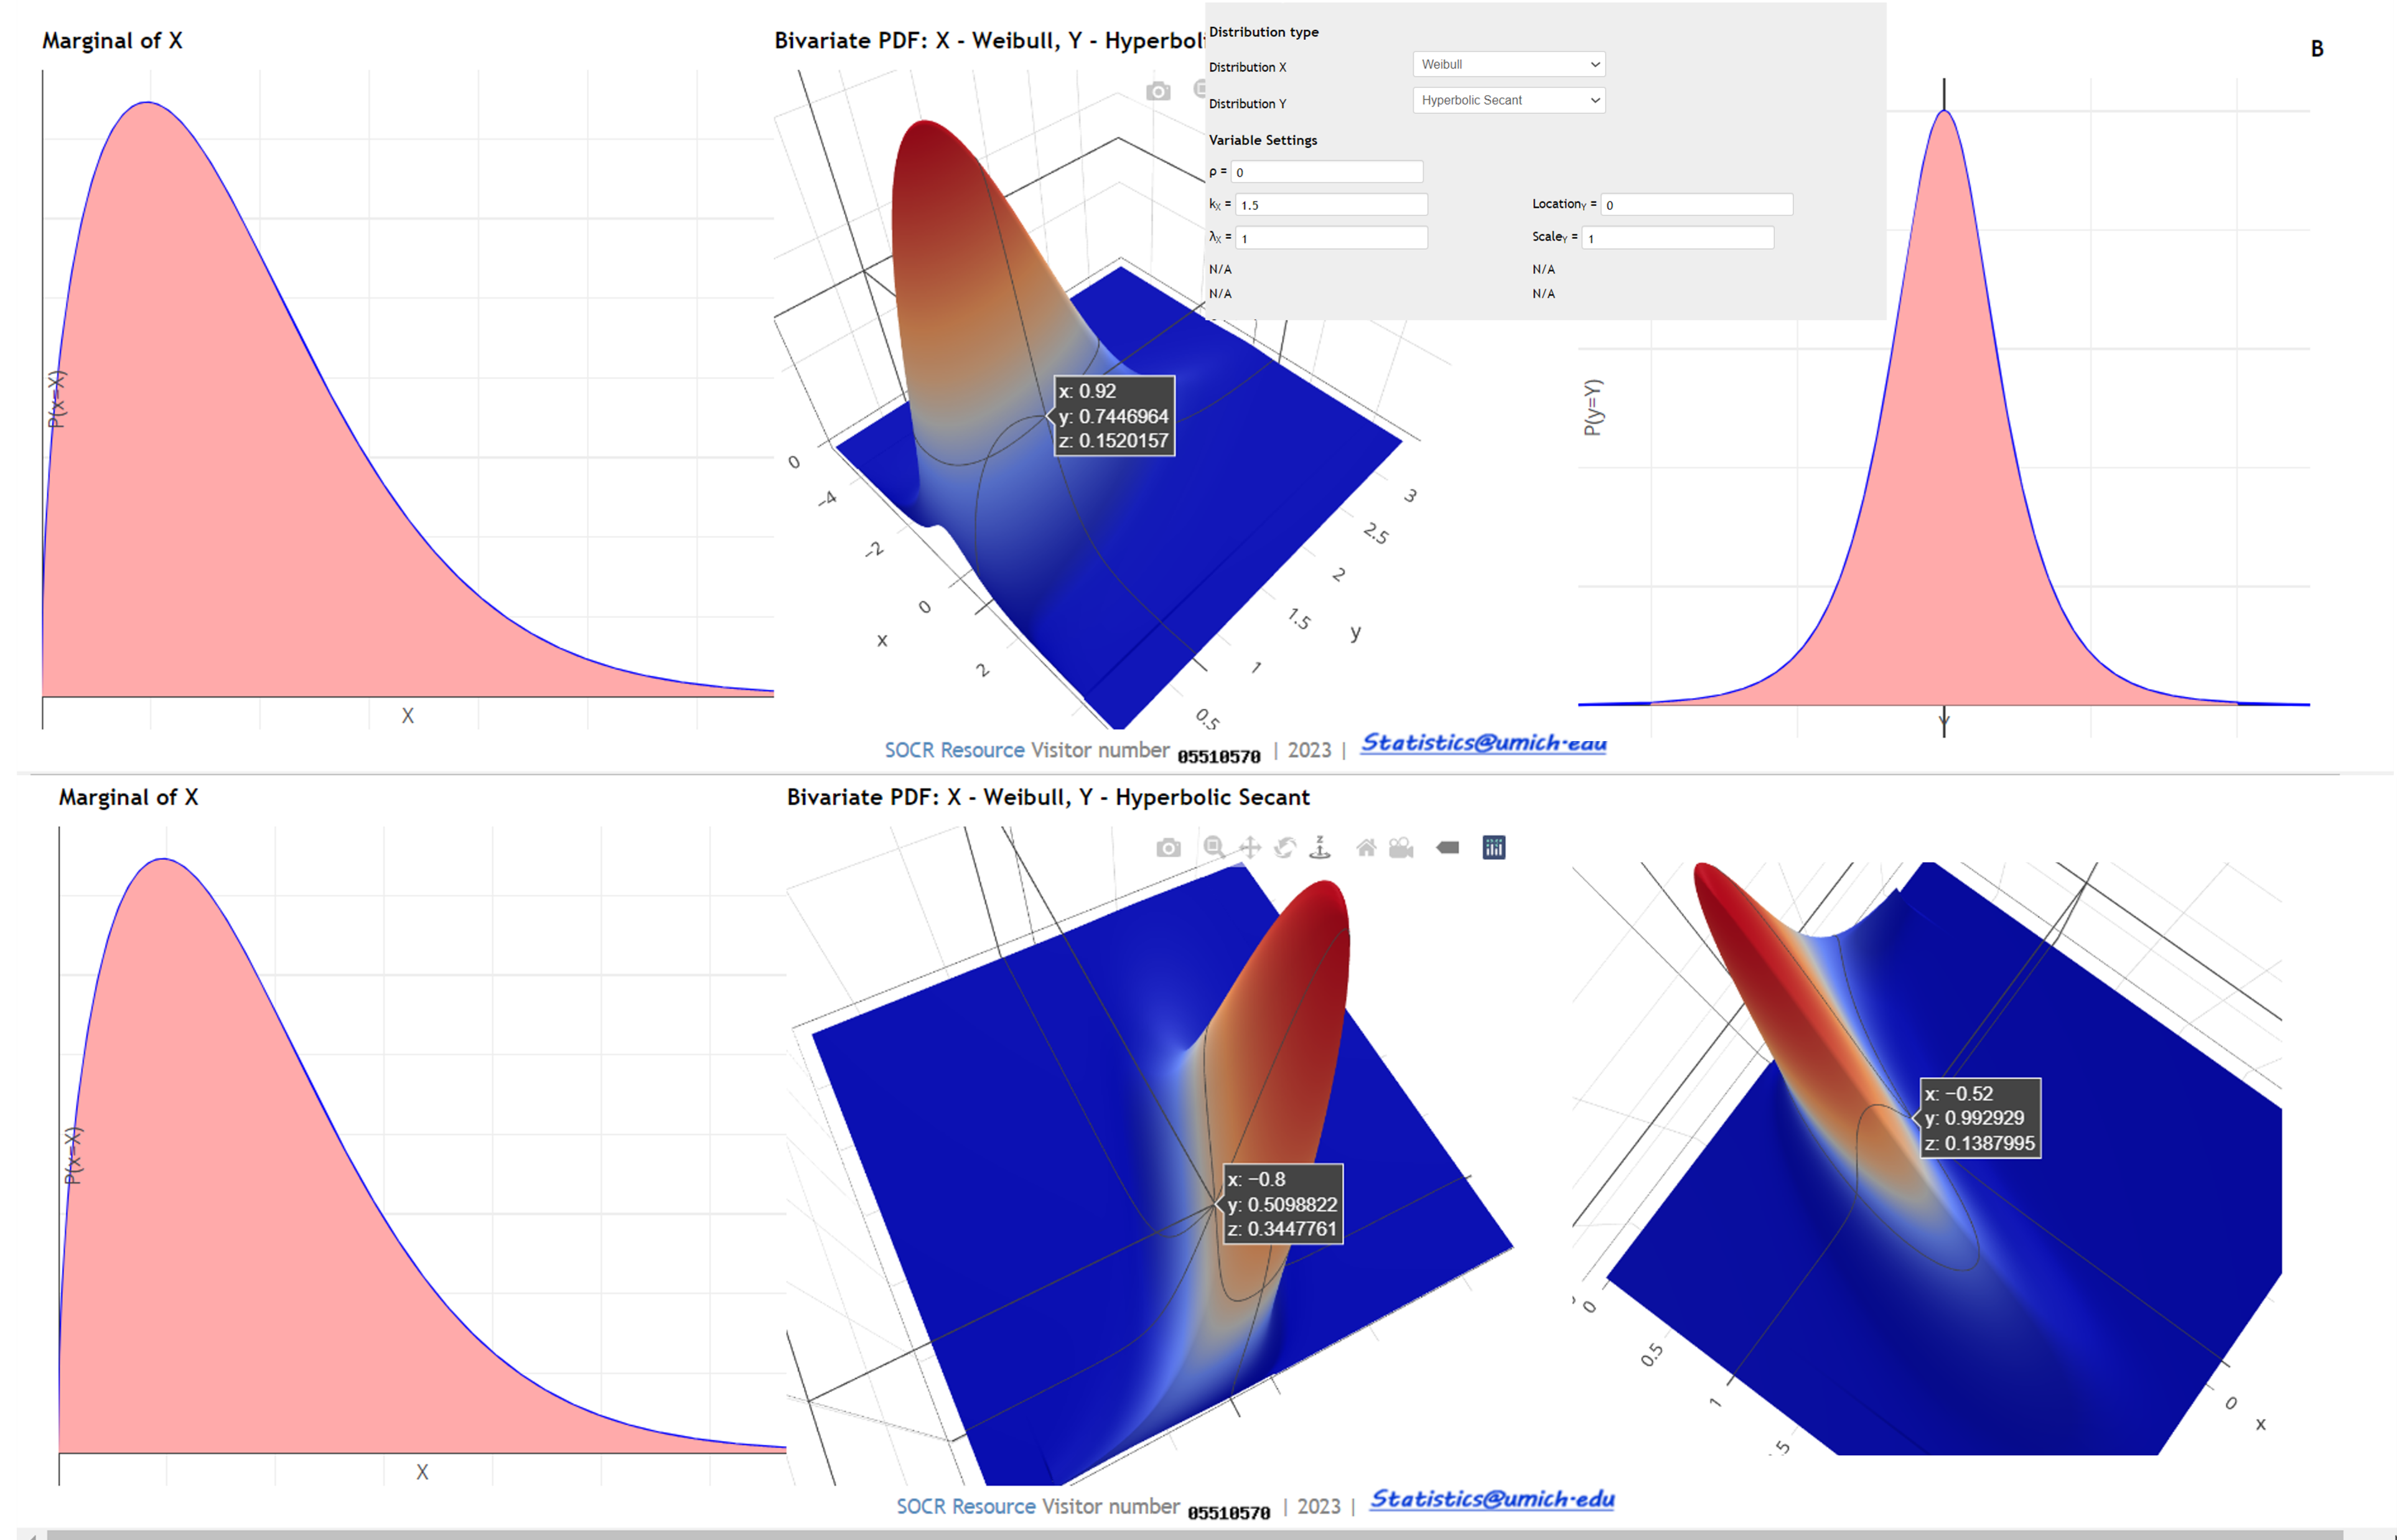 Marginal of X
Bivariate PDF: X - Weibull, Y - Hyperbol
Distribution type
Distribution X
Weibull
Distribution Y
Hyperbolic Secant
Variable Settings
ρ = 0
kX = 1.5
LocationY = 0
λX = 1
ScaleY = 1
N/A
N/A
N/A
N/A
B
P(x=X)
X
x: 0.92
y: 0.7446964
z: 0.1520157
0
−4
−2
0
2
x
3
2.5
2
1.5
1
0.5
y
P(y=Y)
Y
SOCR Resource Visitor number 05510570 | 2023 | Statistics@umich-edu
Marginal of X
Bivariate PDF: X - Weibull, Y - Hyperbolic Secant
P(x=X)
X
z
x: −0.8
y: 0.5098822
z: 0.3447761
x: −0.52
y: 0.992929
z: 0.1387995
0
0.5
1
.5
0
x
SOCR Resource Visitor number 05510570 | 2023 | Statistics@umich-edu